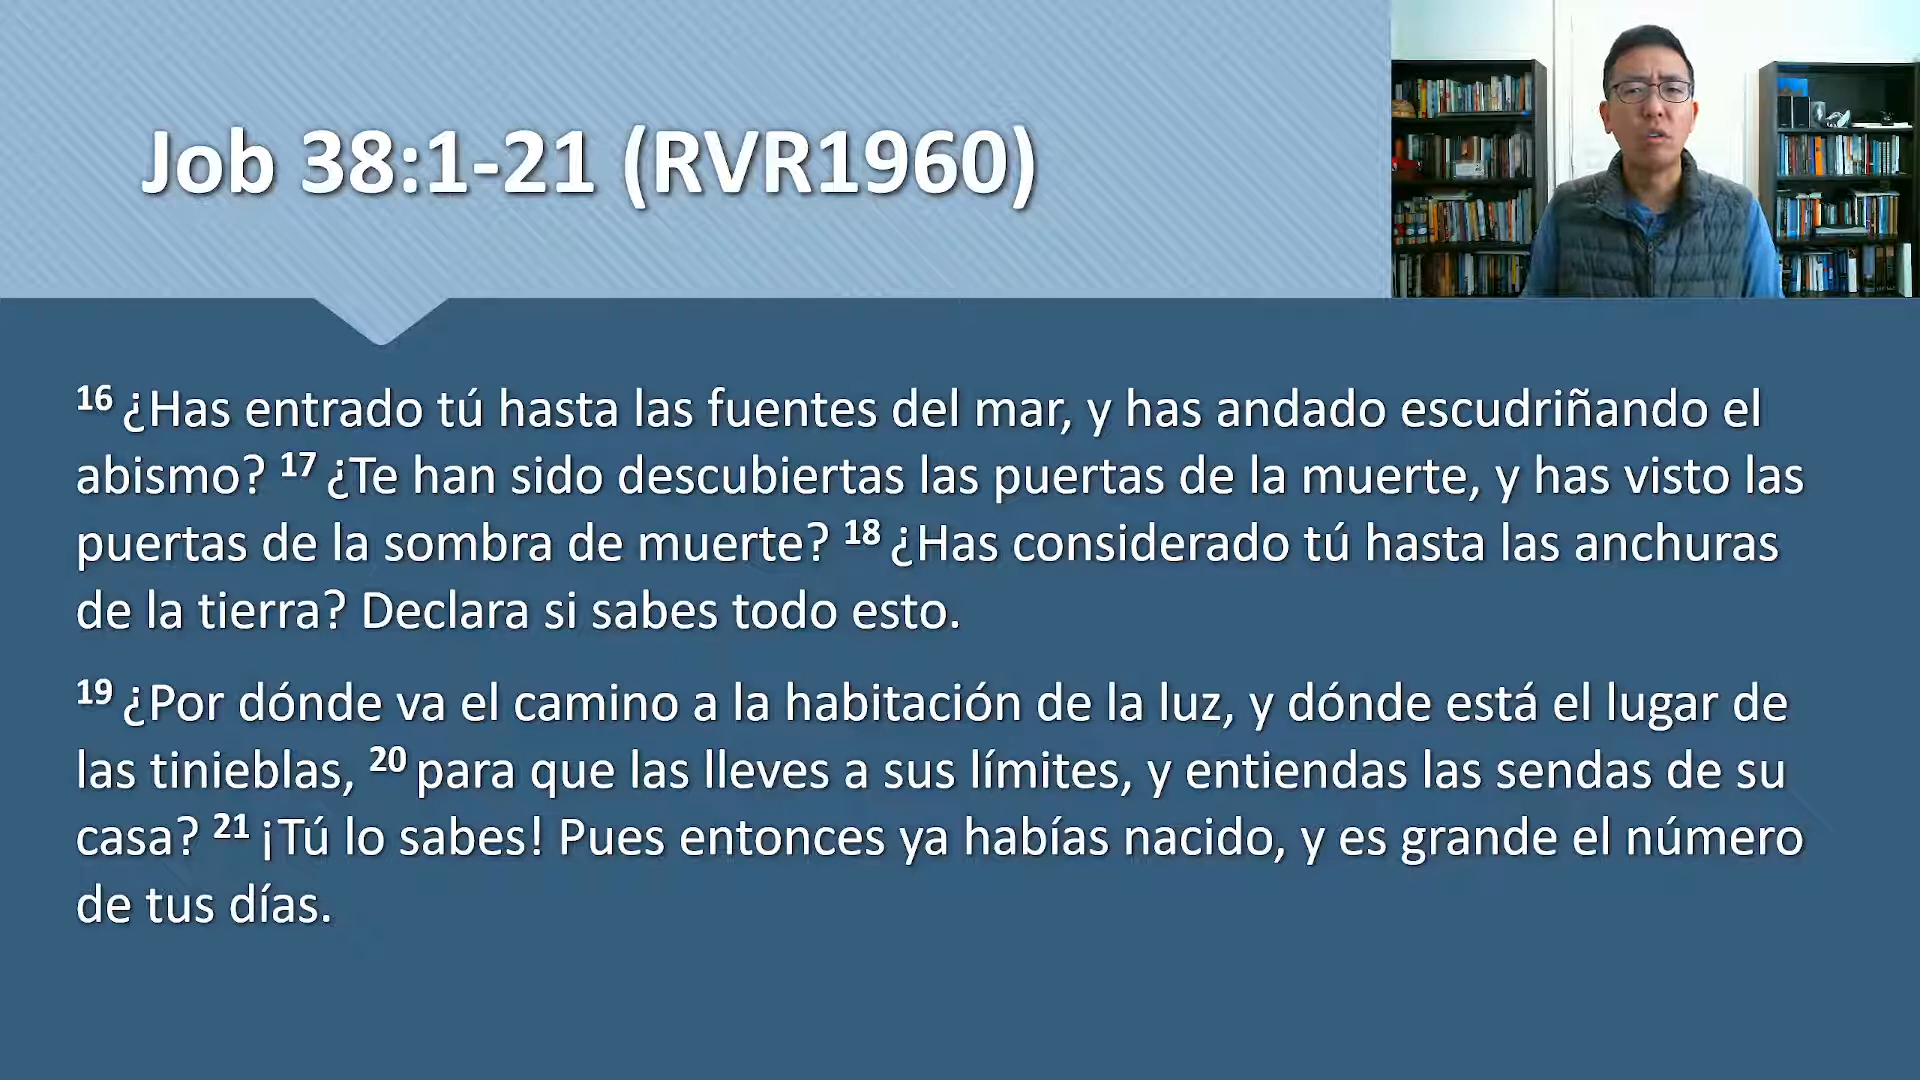 Job 38:1-21 (RVR1960)
16 ¿Has entrado tú hasta las fuentes del mar, y has andado escudriñando el
abismo? 17 ¿Te han sido descubiertas las puertas de la muerte, y has visto las
puertas de la sombra de muerte? 18 ¿Has considerado tú hasta las anchuras
de la tierra? Declara si sabes todo esto.
19 ¿Por dónde va el camino a la habitación de la luz, y dónde está el lugar de
las tinieblas, 20 para que las lleves a sus límites, y entiendas las sendas de su
casa? 21 ¡Tú lo sabes! Pues entonces ya habías nacido, y es grande el número
de tus días.